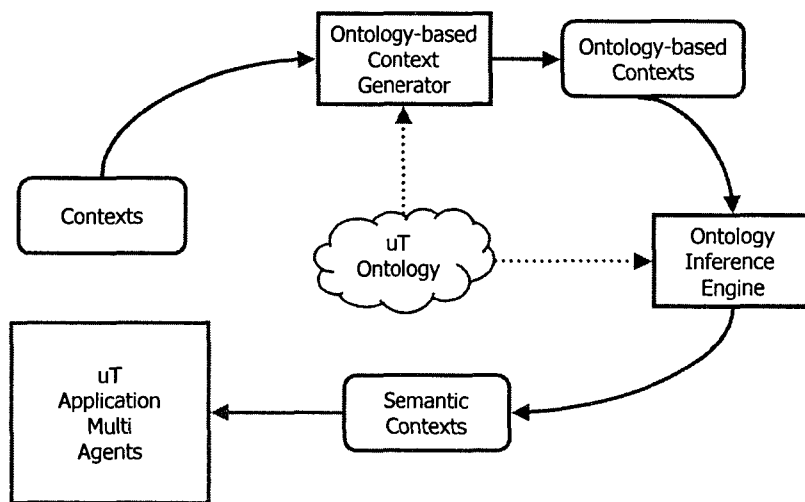 Ontology-based
Context
Generator
Ontology-based
Contexts
Contexts
uT
Ontology
Ontology
Inference
Engine
uT
Application
Multi
Agents
Semantic
Contexts